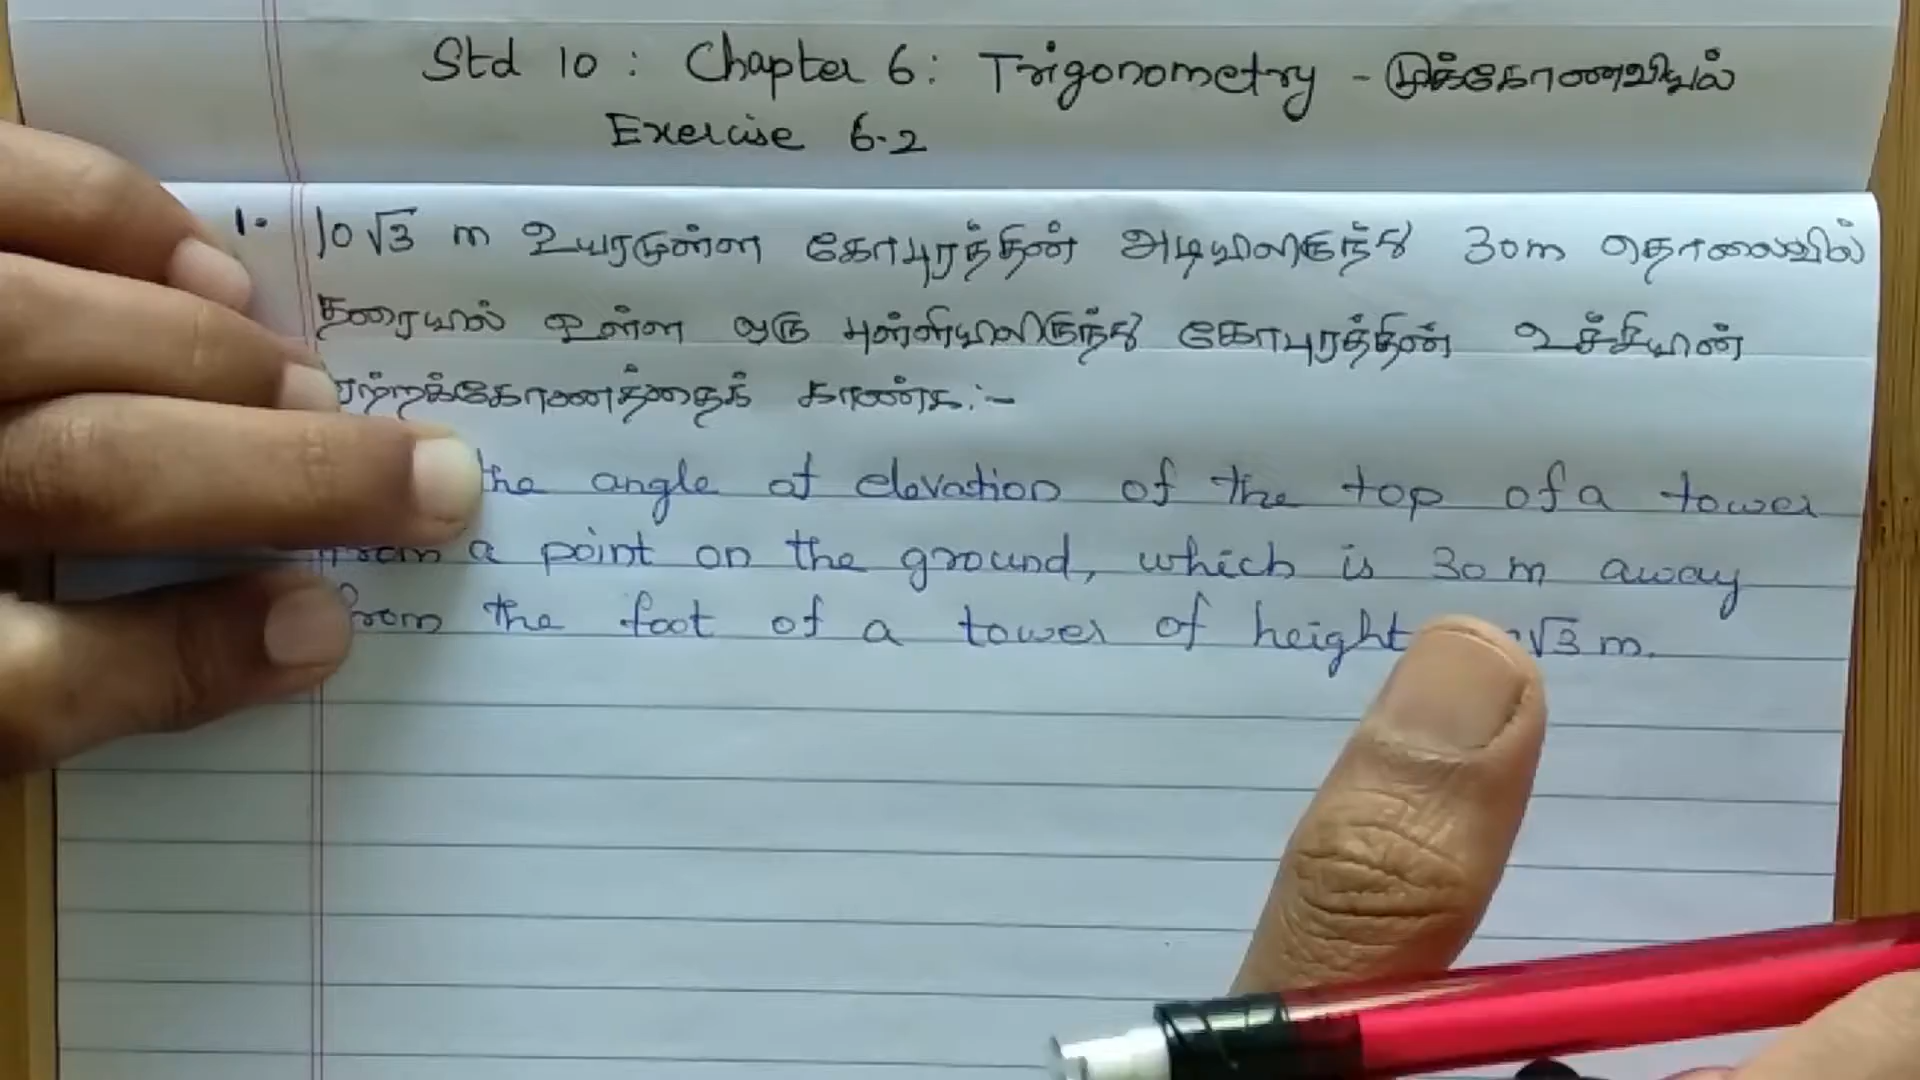 Std 10 : Chapter 6 : Trigonometry - முக்கோணவியல்
Exercise 6.2
1. 10√3 m உயரமுள்ள கோபுரத்தின் அடியிலிருந்து 30m தொலைவில்
தரையில் உள்ள ஒரு புள்ளியிலிருந்து கோபுரத்தின் உச்சியின்
ஏற்றக்கோணத்தைக் காண்க:-
the angle of elevation of the top of a tower
from a point on the ground, which is 30 m away
from the foot of a tower of height √3 m.